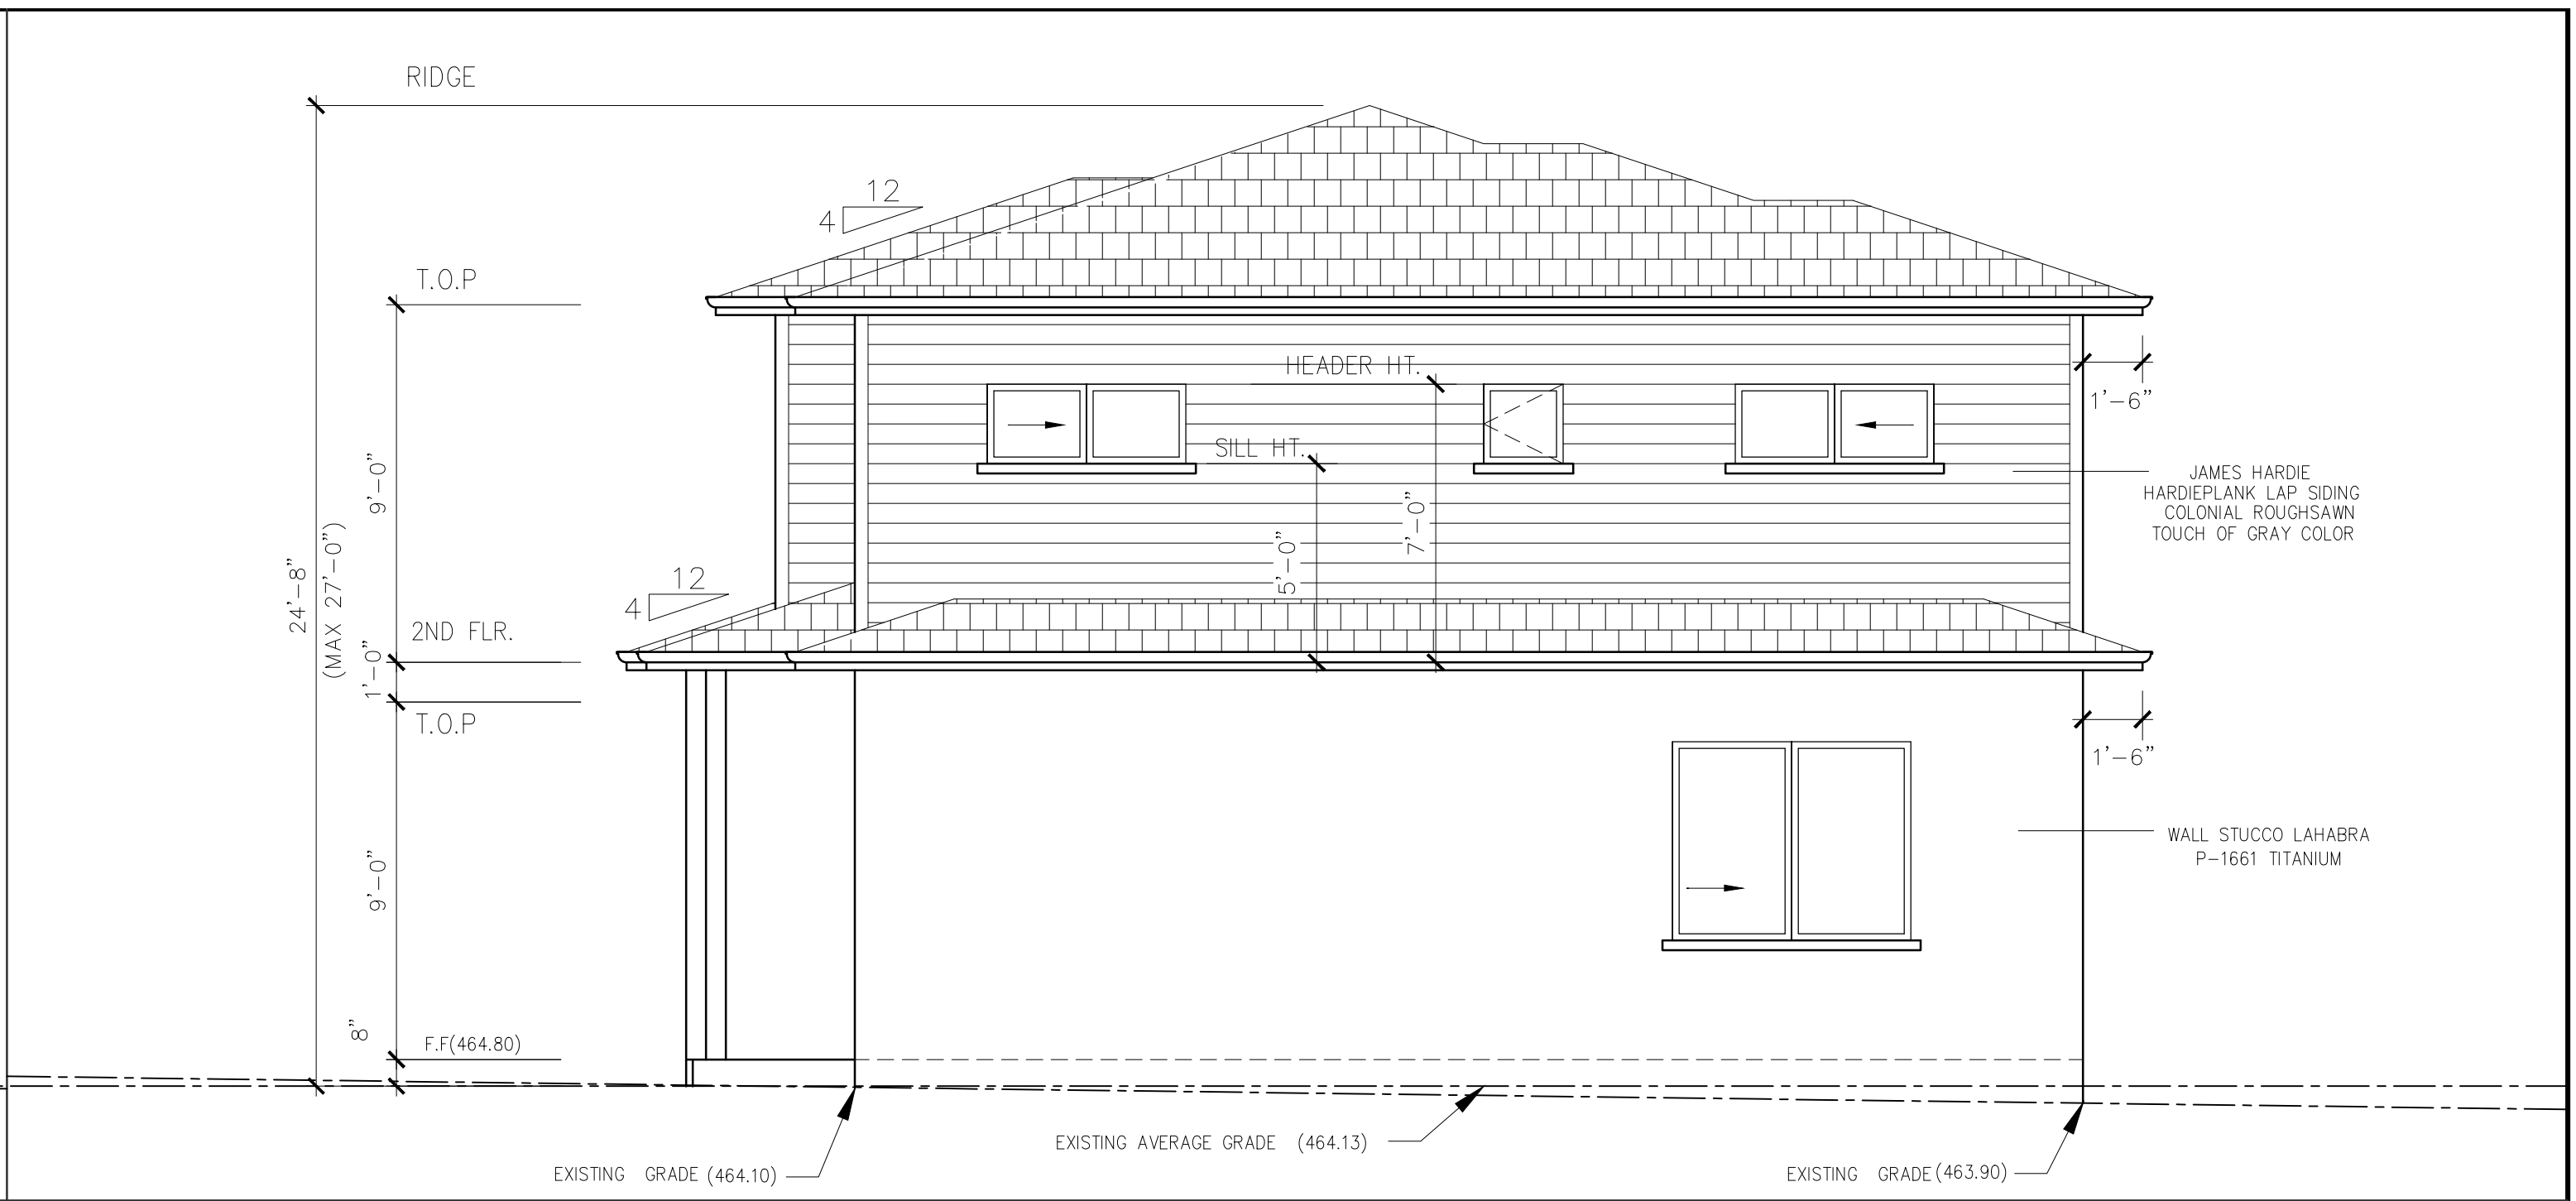 RIDGE
12
4
T.O.P
HEADER HT.
1'-6"
SILL HT.
9'-0"
JAMES HARDIE
HARDIEPLANK LAP SIDING
COLONIAL ROUGHSAWN
TOUCH OF GRAY COLOR
7'-0"
5'-0"
24'-8"
(MAX 27'-0")
12
4
2ND FLR.
1'-0"
T.O.P
1'-6"
WALL STUCCO LAHABRA
P-1661 TITANIUM
9'-0"
8"
F.F(464.80)
EXISTING AVERAGE GRADE (464.13)
EXISTING GRADE (464.10)
EXISTING GRADE (463.90)